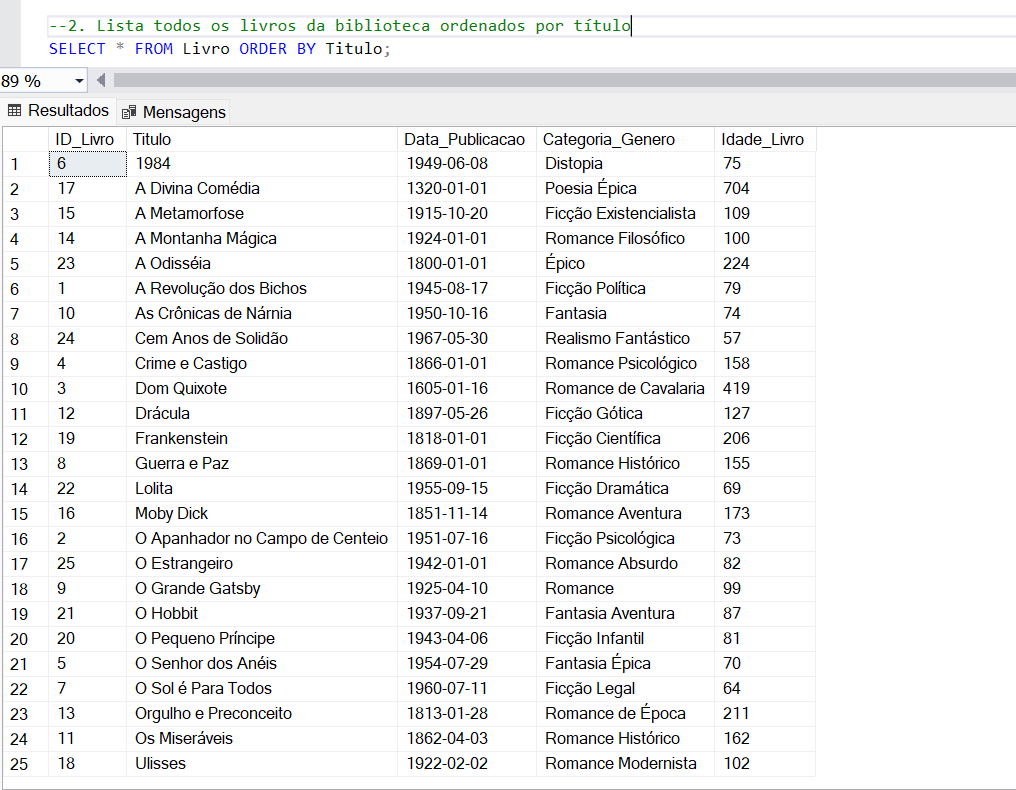 --2. Lista todos os livros da biblioteca ordenados por título
SELECT * FROM Livro ORDER BY Titulo;
89 %
Resultados Mensagens
ID_Livro Titulo Data_Publicacao Categoria_Genero Idade_Livro
1 6 1984 1949-06-08 Distopia 75
2 17 A Divina Comédia 1320-01-01 Poesia Épica 704
3 15 A Metamorfose 1915-10-20 Ficção Existencialista 109
4 14 A Montanha Mágica 1924-01-01 Romance Filosófico 100
5 23 A Odisséia 1800-01-01 Épico 224
6 1 A Revolução dos Bichos 1945-08-17 Ficção Política 79
7 10 As Crônicas de Nárnia 1950-10-16 Fantasia 74
8 24 Cem Anos de Solidão 1967-05-30 Realismo Fantástico 57
9 4 Crime e Castigo 1866-01-01 Romance Psicológico 158
10 3 Dom Quixote 1605-01-16 Romance de Cavalaria 419
11 12 Drácula 1897-05-26 Ficção Gótica 127
12 19 Frankenstein 1818-01-01 Ficção Científica 206
13 8 Guerra e Paz 1869-01-01 Romance Histórico 155
14 22 Lolita 1955-09-15 Ficção Dramática 69
15 16 Moby Dick 1851-11-14 Romance Aventura 173
16 2 O Apanhador no Campo de Centeio 1951-07-16 Ficção Psicológica 73
17 25 O Estrangeiro 1942-01-01 Romance Absurdo 82
18 9 O Grande Gatsby 1925-04-10 Romance 99
19 21 O Hobbit 1937-09-21 Fantasia Aventura 87
20 20 O Pequeno Príncipe 1943-04-06 Ficção Infantil 81
21 5 O Senhor dos Anéis 1954-07-29 Fantasia Épica 70
22 7 O Sol é Para Todos 1960-07-11 Ficção Legal 64
23 13 Orgulho e Preconceito 1813-01-28 Romance de Época 211
24 11 Os Miseráveis 1862-04-03 Romance Histórico 162
25 18 Ulisses 1922-02-02 Romance Modernista 102